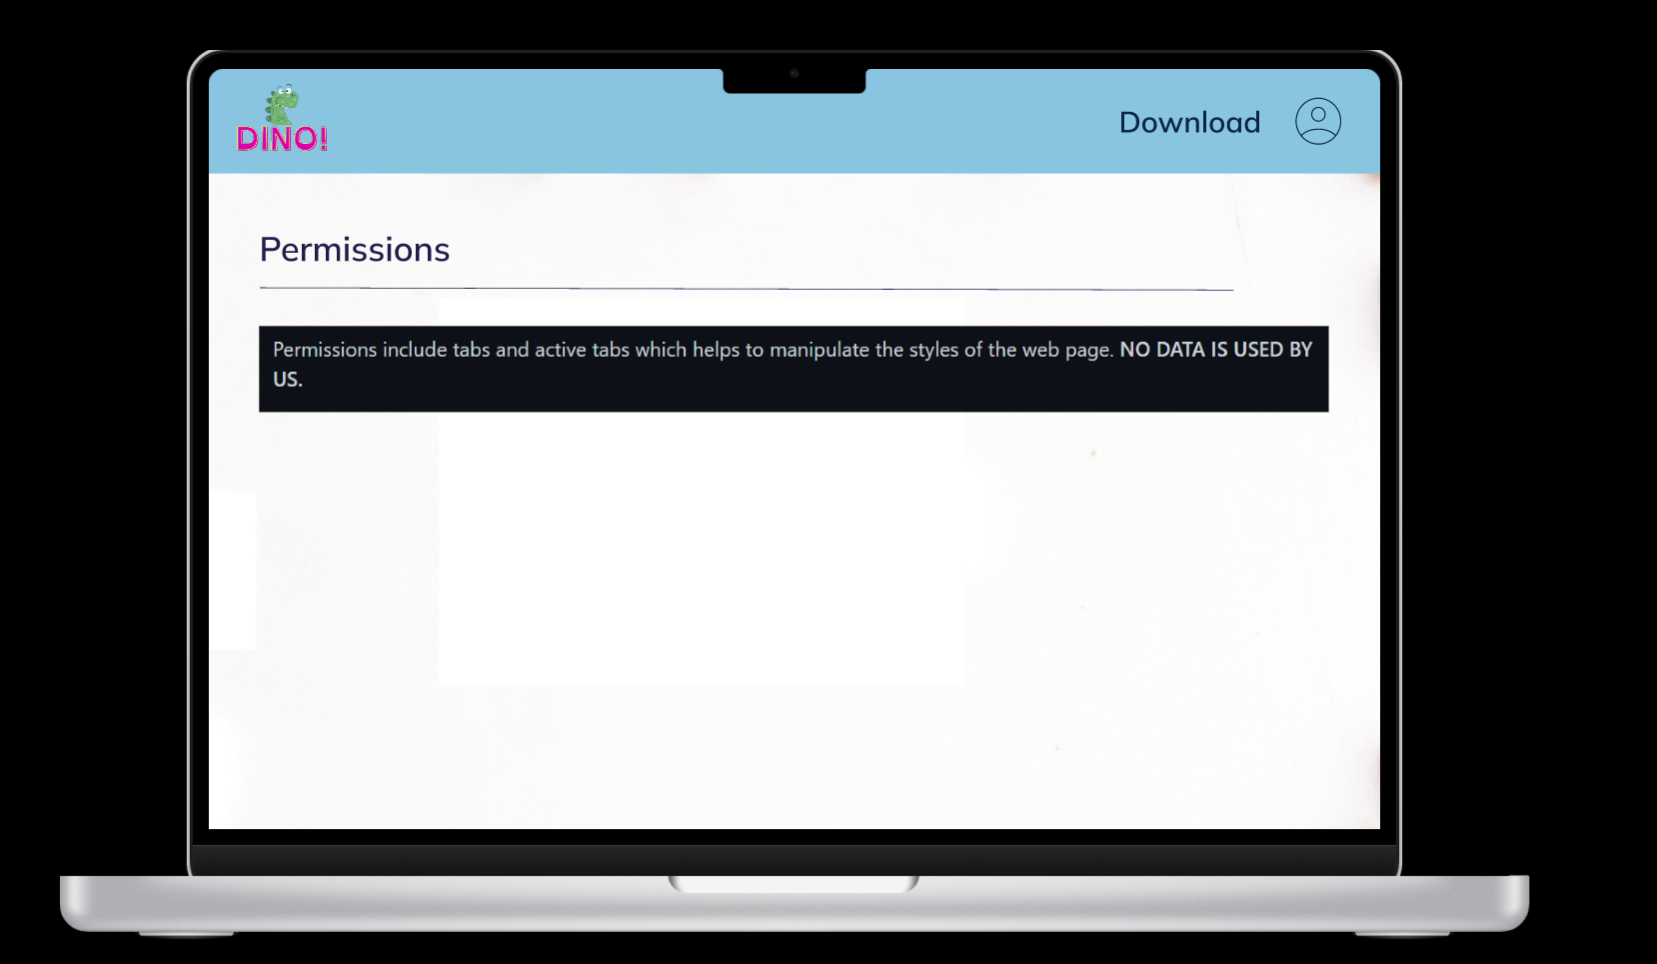 DINO!
Download
Permissions
Permissions include tabs and active tabs which helps to manipulate the styles of the web page. NO DATA IS USED BY
US.